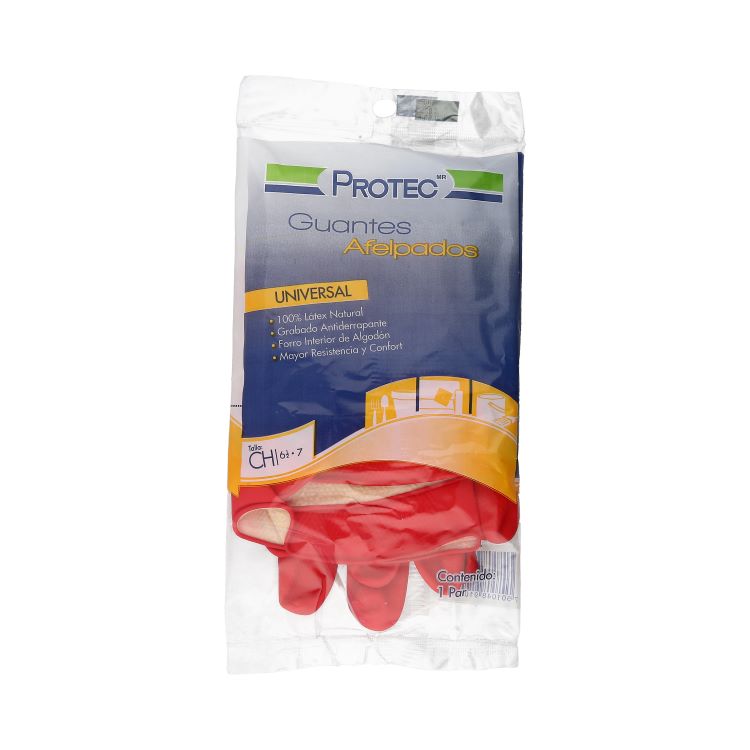 PROTEC MR
Guantes
Afelpados
UNIVERSAL
• 100% Látex Natural
• Grabado Antiderrapante
• Forro Interior de Algodón
• Mayor Resistencia y Confort
Talla:
CH 6½ • 7
Contenido:
1 Par